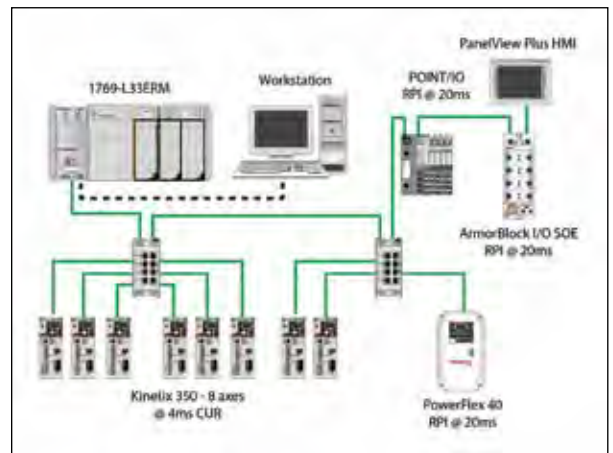 PanelView Plus HMI
1769-L33ERM
Workstation
POINT/IO
RPI @ 20ms
ArmorBlock I/O SOE
RPI @ 20ms
Kinetix 350 - 8 axes
@ 4ms CUR
PowerFlex 40
RPI @ 20ms